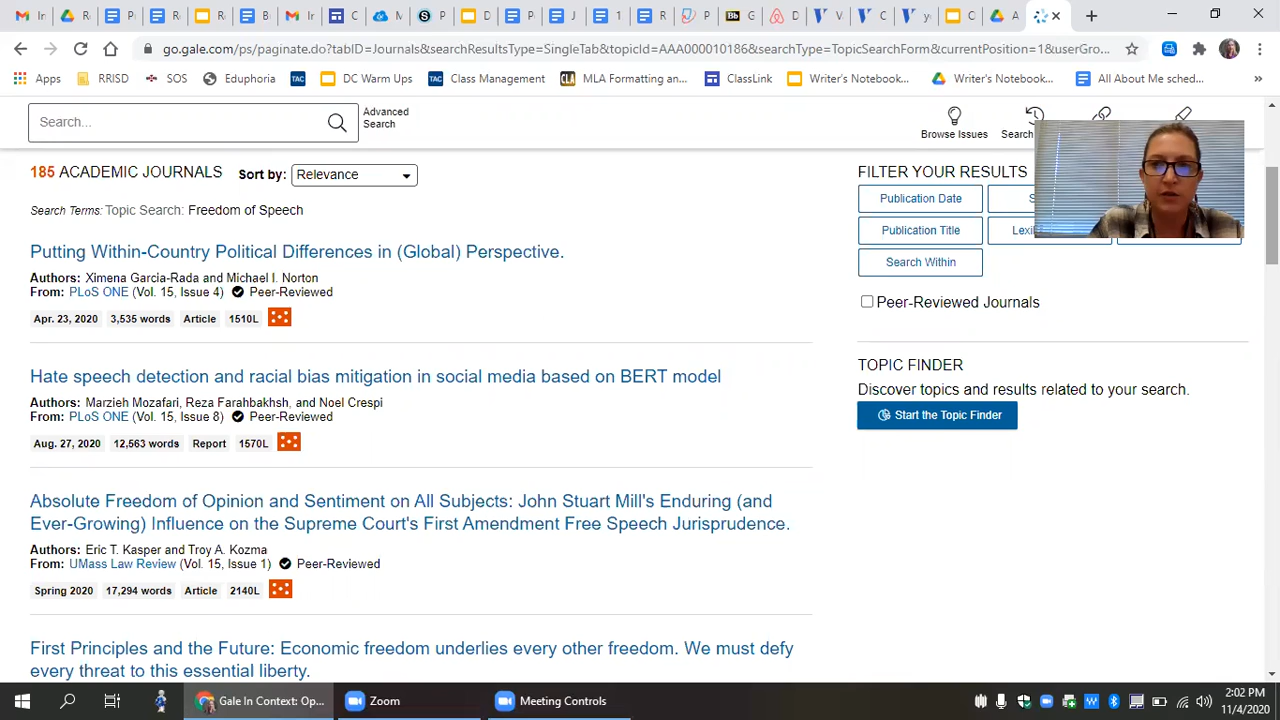 In
R
Pr
R
R
B
In
C
M
P
D
P
J
1
R
P
G
D
V
C
y
C
A
go.gale.com/ps/paginate.do?tabID=Journals&searchResultsType=SingleTab&topicId=AAA000010186&searchType=TopicSearchForm&currentPosition=1&userGro...
Apps
RRISD
SOS
Eduphoria
DC Warm Ups
Class Management
MLA Formatting an...
ClassLink
Writer's Notebook...
Writer's Notebook...
All About Me sched...
Search...
Advanced
Search
Browse Issues
Search
185 ACADEMIC JOURNALS
Sort by: Relevance
Search Terms: Topic Search: Freedom of Speech
Putting Within-Country Political Differences in (Global) Perspective.
Authors: Ximena Garcia-Rada and Michael I. Norton
From: PLoS ONE (Vol. 15, Issue 4) Peer-Reviewed
Apr. 23, 2020 3,535 words Article 1510L
Hate speech detection and racial bias mitigation in social media based on BERT model
Authors: Marzieh Mozafari, Reza Farahbakhsh, and Noel Crespi
From: PLoS ONE (Vol. 15, Issue 8) Peer-Reviewed
Aug. 27, 2020 12,563 words Report 1570L
Absolute Freedom of Opinion and Sentiment on All Subjects: John Stuart Mill's Enduring (and
Ever-Growing) Influence on the Supreme Court's First Amendment Free Speech Jurisprudence.
Authors: Eric T. Kasper and Troy A. Kozma
From: UMass Law Review (Vol. 15, Issue 1) Peer-Reviewed
Spring 2020 17,294 words Article 2140L
First Principles and the Future: Economic freedom underlies every other freedom. We must defy
every threat to this essential liberty.
FILTER YOUR RESULTS
Publication Date
S
Publication Title
Lexi
Search Within
Peer-Reviewed Journals
TOPIC FINDER
Discover topics and results related to your search.
Start the Topic Finder
Gale In Context: Op...
Zoom
Meeting Controls
2:02 PM
11/4/2020